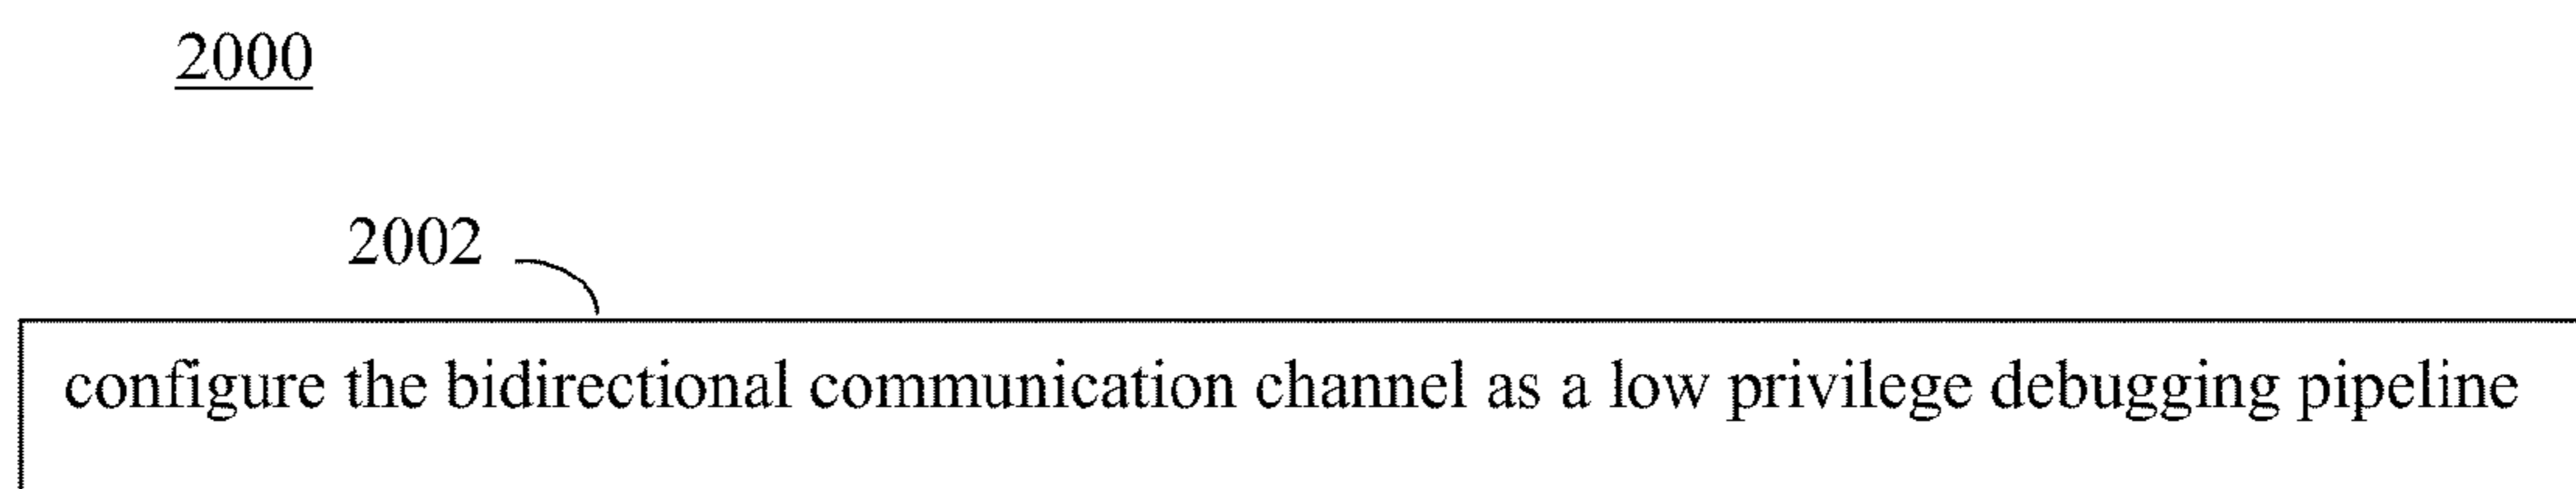 2000
2002
configure the bidirectional communication channel as a low privilege debugging pipeline